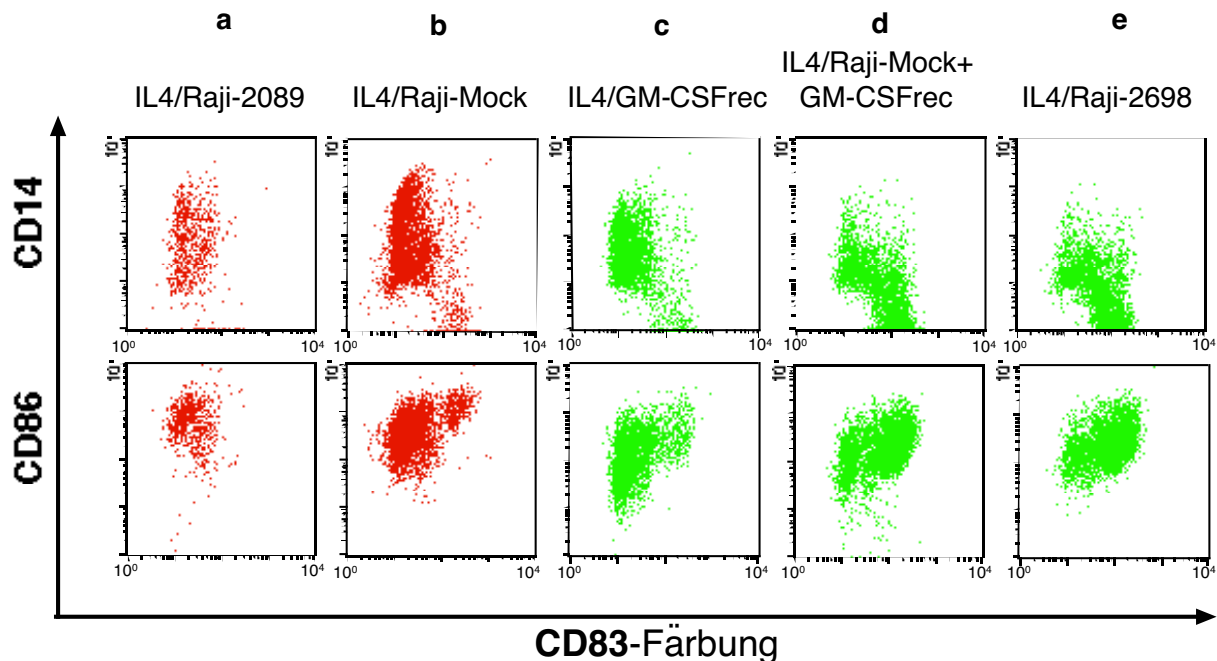 a b c d e
IL4/Raji-2089 IL4/Raji-Mock IL4/GM-CSFrec IL4/Raji-Mock+ IL4/Raji-2698
GM-CSFrec
CD14
10⁰ 10⁴ 10⁰ 10⁴ 10⁰ 10⁴ 10⁰ 10⁴ 10⁰ 10⁴
CD86
10⁰ 10⁴ 10⁰ 10⁴ 10⁰ 10⁴ 10⁰ 10⁴ 10⁰ 10⁴
CD83-Färbung